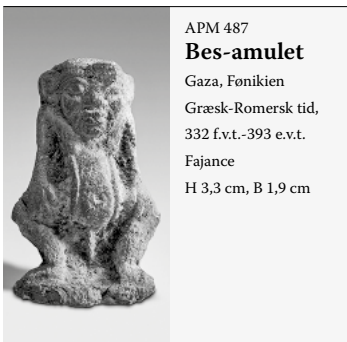 APM 487
Bes-amulet
Gaza, Fønikien
Græsk-Romersk tid,
332 f.v.t.-393 e.v.t.
Fajance
H 3,3 cm, B 1,9 cm